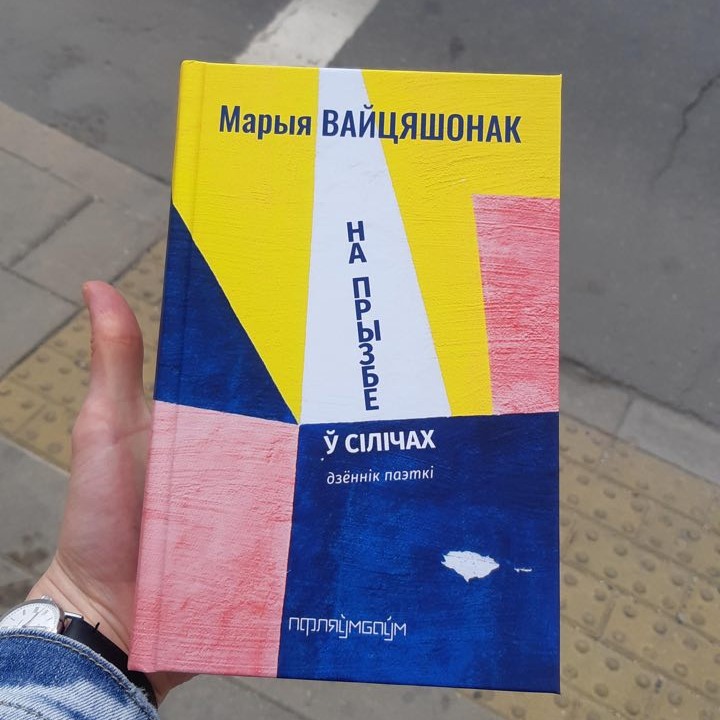 Марыя ВАЙЦЯШОНАК
НА ПРЫЗБЕ
Ў СІЛІЧАХ
дзённік паэткі
пфляўмбаўм